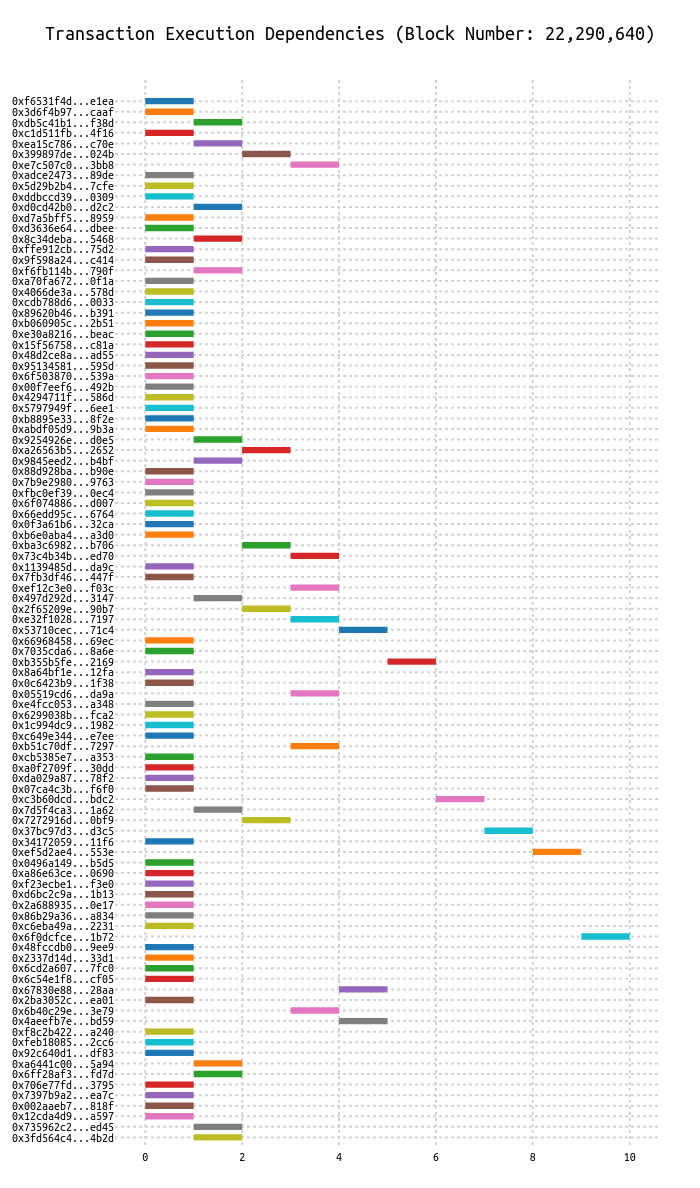 Transaction Execution Dependencies (Block Number: 22,290,640)
0xf6531f4d...e1ea
0x3d6f4b97...caaf
0xdb5c41b1...f38d
0xc1d511fb...4f16
0xea15c786...c70e
0x399897de...024b
0xe7c507c0...3bb8
0xadce2473...89de
0x5d29b2b4...7cfe
0xddbccd39...0309
0xd0cd42b0...d2c2
0xd7a5bff5...8959
0xd3636e64...dbee
0x8c34deba...5468
0xffe912cb...75d2
0x9f598a24...c414
0xf6fb114b...790f
0xa70fa672...0f1a
0x4066de3a...578d
0xcdb788d6...0033
0x89620b46...b391
0xb060905c...2b51
0xe30a8216...beac
0x15f56758...c81a
0x48d2ce8a...ad55
0x95134581...595d
0x6f503870...539a
0x00f7eef6...492b
0x4294711f...586d
0x5797949f...6ee1
0xb8895e33...8f2e
0xabdf05d9...9b3a
0x9254926e...d0e5
0xa26563b5...2652
0x9845eed2...b4bf
0x88d928ba...b90e
0x7b9e2980...9763
0xfbc0ef39...0ec4
0x6f074886...d007
0x66edd95c...6764
0x0f3a61b6...32ca
0xb6e0aba4...a3d0
0xba3c6982...b706
0x73c4b34b...ed70
0x1139485d...da9c
0x7fb3df46...447f
0xef12c3e0...f03c
0x497d292d...3147
0x2f65209e...90b7
0xe32f1028...7197
0x53710cec...71c4
0x66968458...69ec
0x7035cda6...8a6e
0xb355b5fe...2169
0x8a64bf1e...12fa
0x0c6423b9...1f38
0x05519cd6...da9a
0xe4fcc053...a348
0x6299038b...fca2
0x1c994dc9...1982
0xc649e344...e7ee
0xb51c70df...7297
0xcb5385e7...a353
0xa0f2709f...30dd
0xda029a87...78f2
0x07ca4c3b...f6f0
0xc3b60dcd...bdc2
0x7d5f4ca3...1a62
0x7272916d...0bf9
0x37bc97d3...d3c5
0x34172059...11f6
0xef5d2ae4...553e
0x0496a149...b5d5
0xa86e63ce...0690
0xf23ecbe1...f3e0
0xd6bc2c9a...1b13
0x2a688935...0e17
0x86b29a36...a834
0xc6eba49a...2231
0x6f0dcfce...1b72
0x48fccdb0...9ee9
0x2337d14d...33d1
0x6cd2a607...7fc0
0x6c54e1f8...cf05
0x67830e88...28aa
0x2ba3052c...ea01
0x6b40c29e...3e79
0x4aeefb7e...bd59
0xf8c2b422...a240
0xfeb18085...2cc6
0x92c640d1...df83
0xa6441c00...5a94
0x6ff28af3...fd7d
0x706e77fd...3795
0x7397b9a2...ea7c
0x002aaeb7...818f
0x12cda4d9...a597
0x735962c2...ed45
0x3fd564c4...4b2d
0 2 4 6 8 10